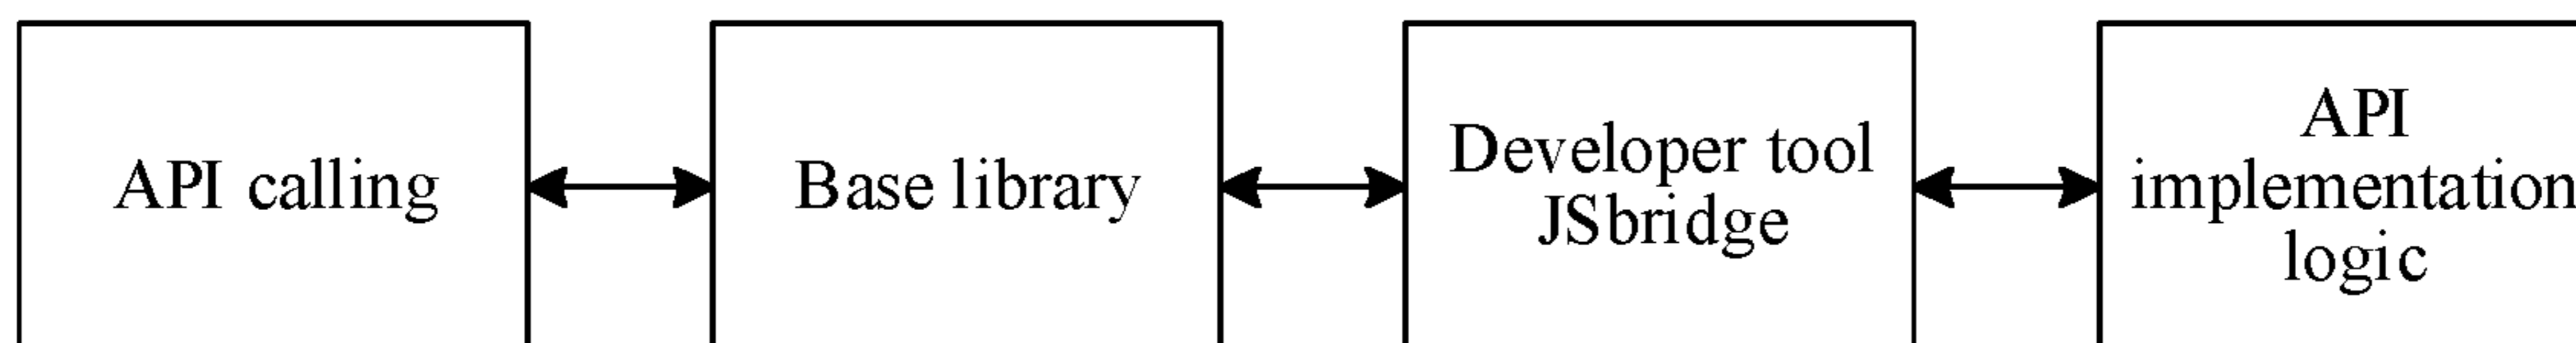 API calling
Base library
Developer tool
JSbridge
API
implementation
logic